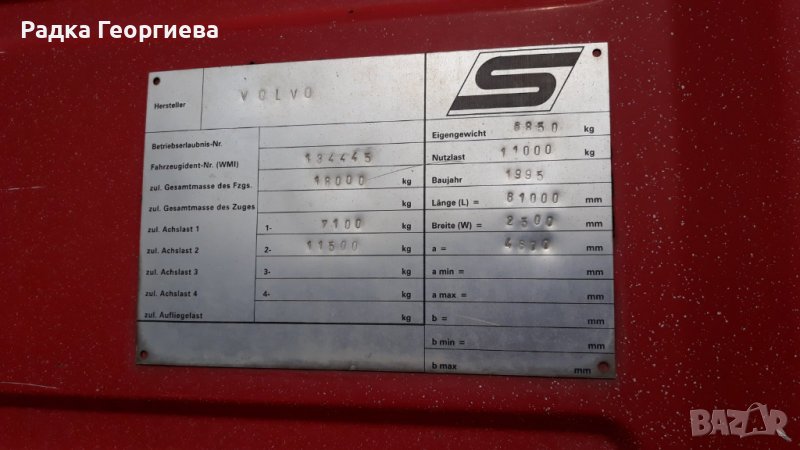 Радка Георгиева
Hersteller VOLVO
S
Betriebserlaubnis-Nr.
Fahrzeugident-Nr. (WMI) 134445
zul. Gesamtmasse des Fzgs. 18000 kg
zul. Gesamtmasse des Zuges kg
zul. Achslast 1 1- 7100 kg
zul. Achslast 2 2- 11500 kg
zul. Achslast 3 3- kg
zul. Achslast 4 4- kg
zul. Aufliegelast kg
Eigengewicht kg
Nutzlast 11000 kg
Baujahr 1995
Länge (L) = 81000 mm
Breite (W) = 2500 mm
a = mm
a min = mm
a max = mm
b = mm
b min = mm
b max mm
BAZAR